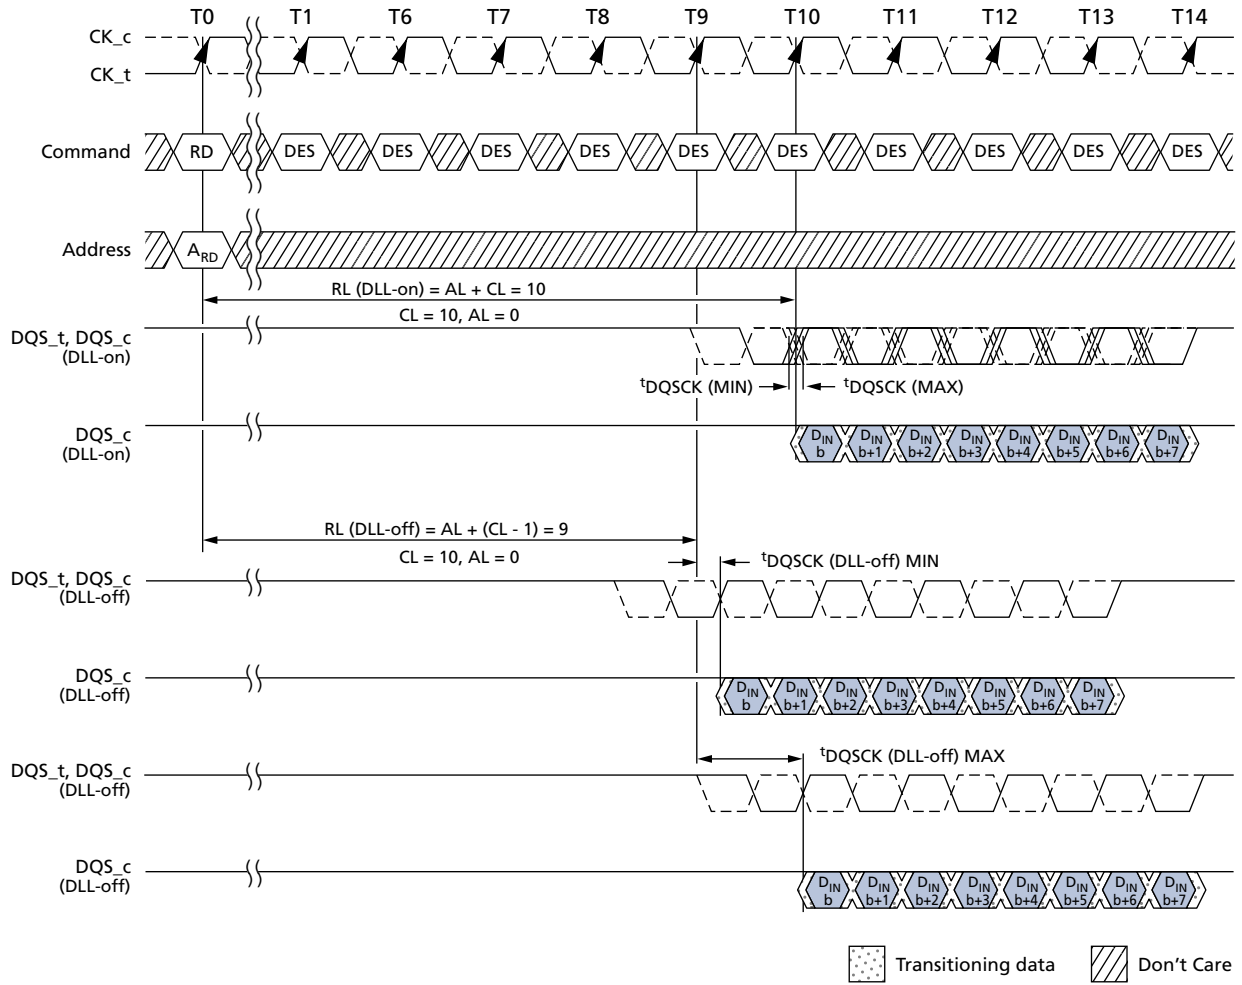 T0 T1 T6 T7 T8 T9 T10 T11 T12 T13 T14
CK_c
CK_t
Command RD DES DES DES DES DES DES DES DES DES DES
Address ARD
RL (DLL-on) = AL + CL = 10
CL = 10, AL = 0
DQS_t, DQS_c
(DLL-on)
tDQSCK (MIN) tDQSCK (MAX)
DQS_c
(DLL-on)
DIN DIN DIN DIN DIN DIN DIN DIN
b b+1 b+2 b+3 b+4 b+5 b+6 b+7
RL (DLL-off) = AL + (CL - 1) = 9
CL = 10, AL = 0
tDQSCK (DLL-off) MIN
DQS_t, DQS_c
(DLL-off)
DQS_c
(DLL-off)
DIN DIN DIN DIN DIN DIN DIN DIN
b b+1 b+2 b+3 b+4 b+5 b+6 b+7
tDQSCK (DLL-off) MAX
DQS_t, DQS_c
(DLL-off)
DQS_c
(DLL-off)
DIN DIN DIN DIN DIN DIN DIN DIN
b b+1 b+2 b+3 b+4 b+5 b+6 b+7
Transitioning data Don't Care